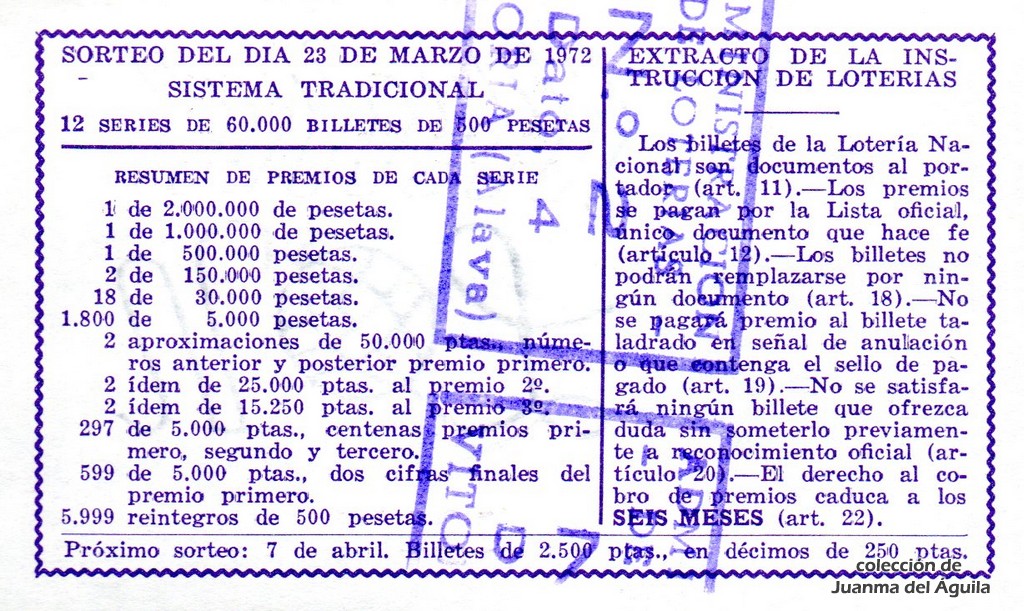 SORTEO DEL DIA 23 DE MARZO DE 1972
SISTEMA TRADICIONAL
12 SERIES DE 60.000 BILLETES DE 500 PESETAS
RESUMEN DE PREMIOS DE CADA SERIE
1 de 2.000.000 de pesetas.
1 de 1.000.000 de pesetas.
1 de 500.000 pesetas.
2 de 150.000 pesetas.
18 de 30.000 pesetas.
1.800 de 5.000 pesetas.
2 aproximaciones de 50.000 ptas., núme-
ros anterior y posterior premio primero.
2 ídem de 25.000 ptas. al premio 2º.
2 ídem de 15.250 ptas. al premio 3º.
297 de 5.000 ptas., centenas premios pri-
mero, segundo y tercero.
599 de 5.000 ptas., dos cifras finales del
premio primero.
5.999 reintegros de 500 pesetas.
EXTRACTO DE LA INS-
TRUCCION DE LOTERIAS
Los billetes de la Lotería Na-
cional son documentos al por-
tador (art. 11).—Los premios
se pagan por la Lista oficial,
único documento que hace fe
(artículo 12).—Los billetes no
podrán remplazarse por nin-
gún documento (art. 18).—No
se pagará premio al billete ta-
ladrado en señal de anulación
o que contenga el sello de pa-
gado (art. 19).—No se satisfa-
rá ningún billete que ofrezca
duda sin someterlo previamen-
te a reconocimiento oficial (ar-
tículo 20).—El derecho al co-
bro de premios caduca a los
SEIS MESES (art. 22).
Próximo sorteo: 7 de abril. Billetes de 2.500 ptas., en décimos de 250 ptas.
MINISTRACION
DE LOTERIAS
N.o 2
Dato, 4
(Alava)
ADM
DE
N
D
VITO
colección de
Juanma del Águila